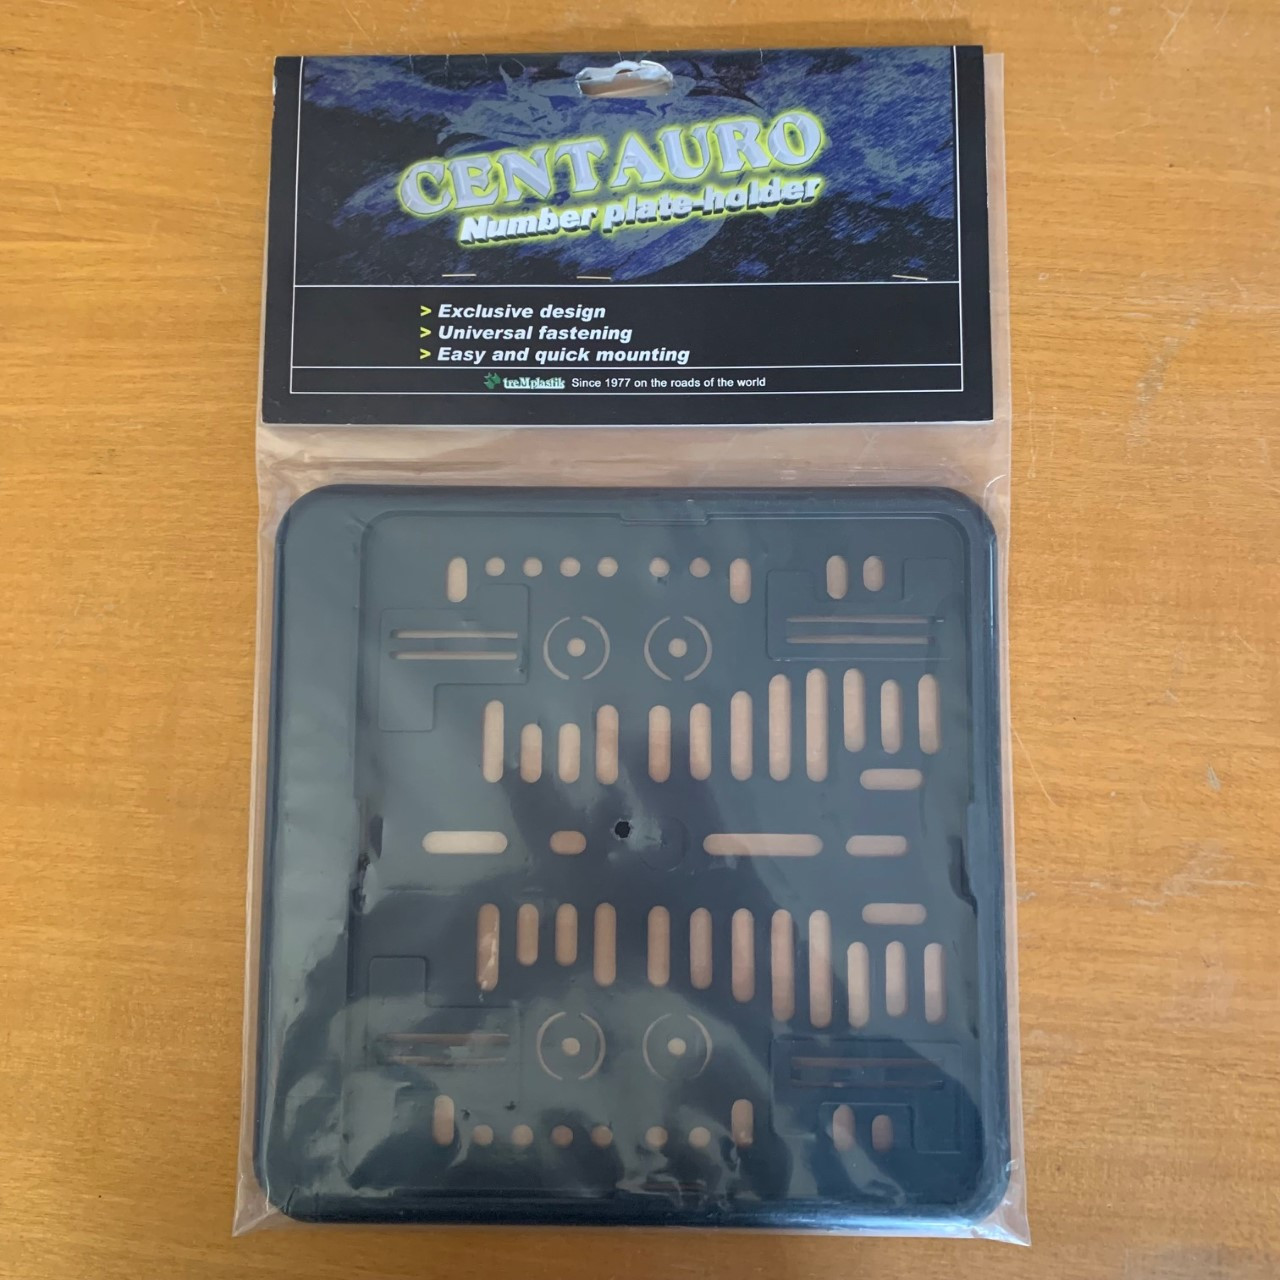 CENTAURO
Number plate-holder
> Exclusive design
> Universal fastening
> Easy and quick mounting
treMplastik Since 1977 on the roads of the world